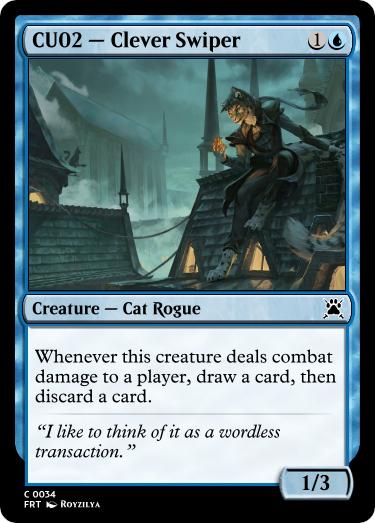 CU02 — Clever Swiper 1
Creature — Cat Rogue
Whenever this creature deals combat
damage to a player, draw a card, then
discard a card.
“I like to think of it as a wordless
transaction.”
1/3
C 0034
FRT Royzilya